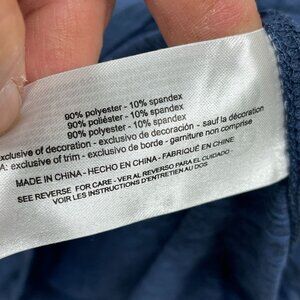 90% polyester - 10% spandex
90% poliéster - 10% spandex
90% polyester - 10% spandex
exclusive of decoration - exclusivo de decoración - sauf la décoration
A: exclusive of trim - exclusivo de borde - garniture non comprise
MADE IN CHINA - HECHO EN CHINA - FABRIQUÉ EN CHINE
SEE REVERSE FOR CARE - VER AL REVERSO PARA EL CUIDADO -
VOIR LES INSTRUCTIONS D'ENTRETIEN AU DOS